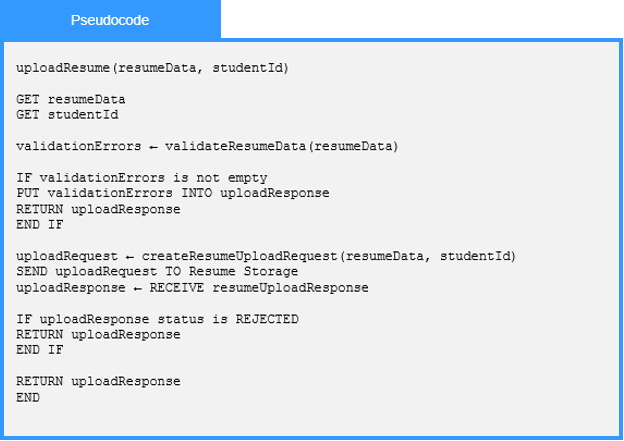 Pseudocode
uploadResume(resumeData, studentId)
GET resumeData
GET studentId
validationErrors ← validateResumeData(resumeData)
IF validationErrors is not empty
PUT validationErrors INTO uploadResponse
RETURN uploadResponse
END IF
uploadRequest ← createResumeUploadRequest(resumeData, studentId)
SEND uploadRequest TO Resume Storage
uploadResponse ← RECEIVE resumeUploadResponse
IF uploadResponse status is REJECTED
RETURN uploadResponse
END IF
RETURN uploadResponse
END